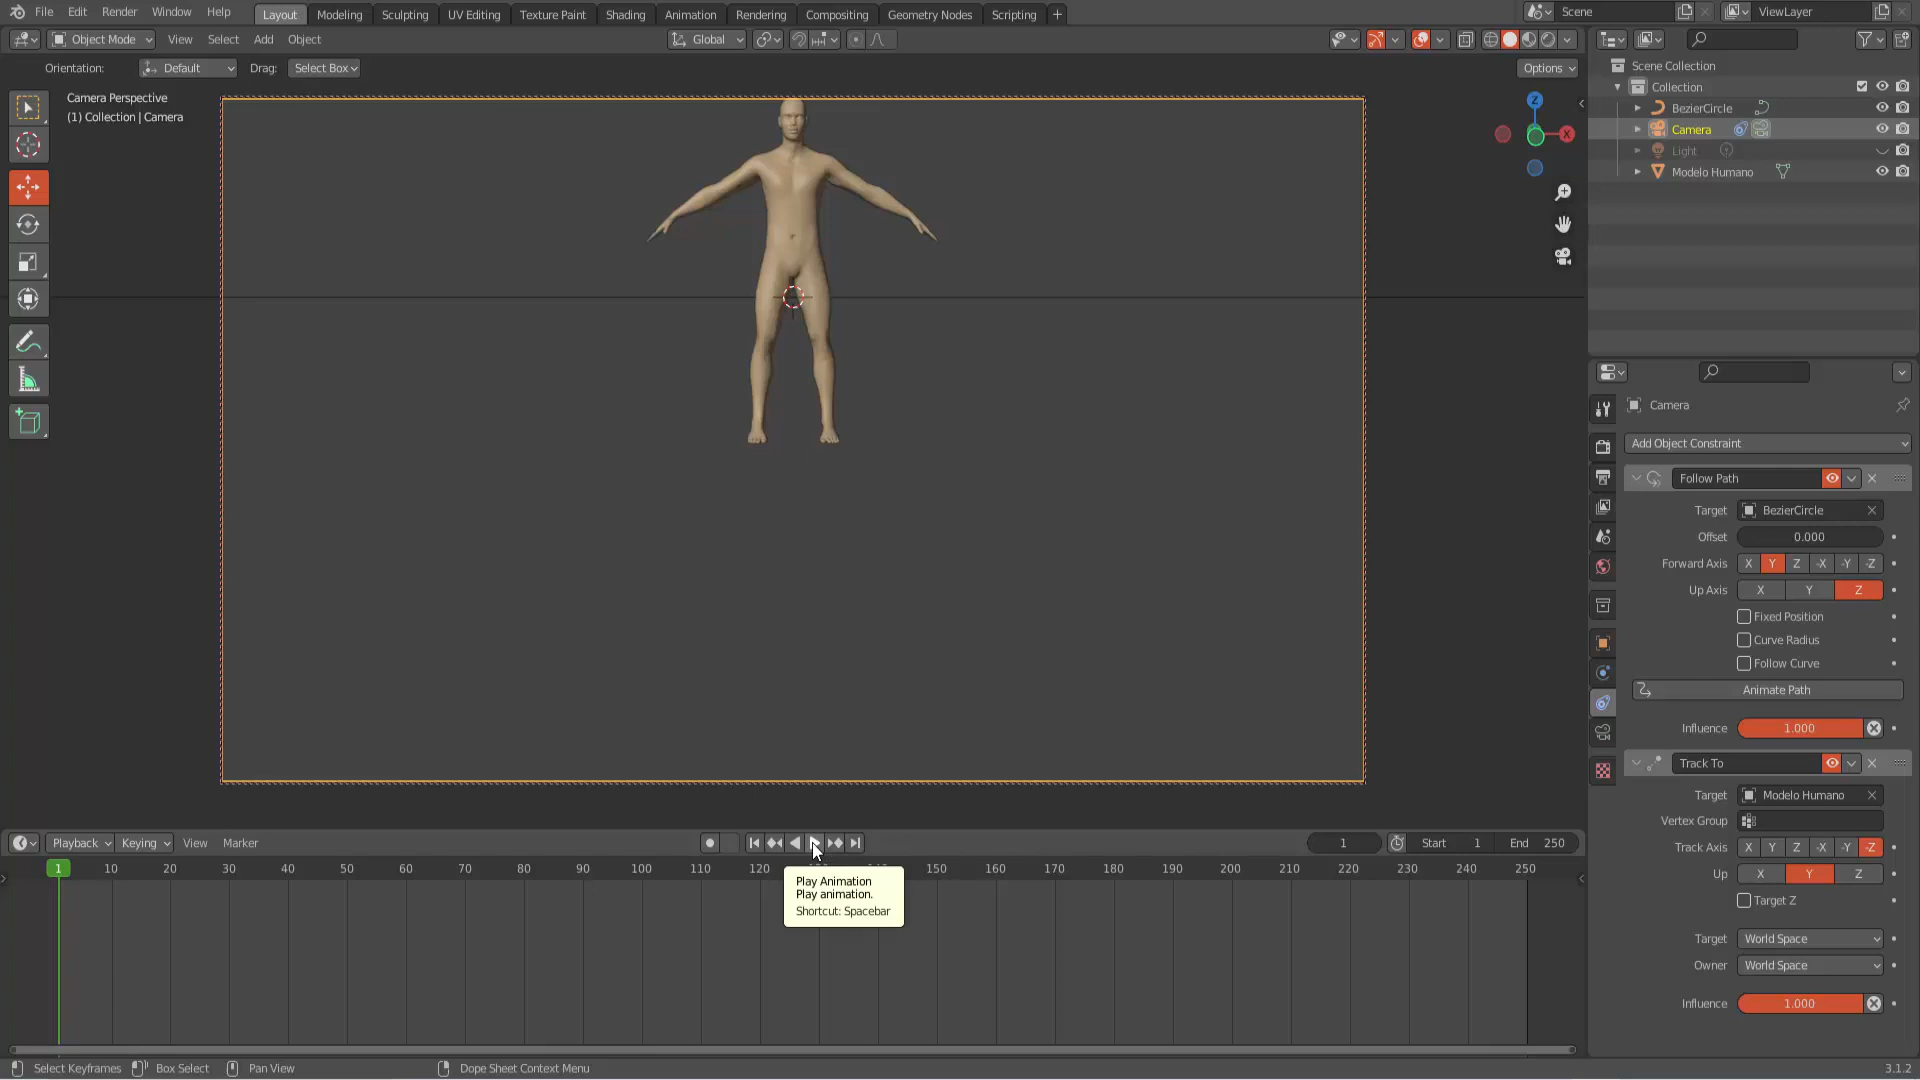 File Edit Render Window Help Layout Modeling Sculpting UV Editing Texture Paint Shading Animation Rendering Compositing Geometry Nodes Scripting + Scene ViewLayer
Object Mode View Select Add Object Global
Orientation: Default Drag: Select Box Options
Camera Perspective
(1) Collection | Camera
Z
X
Scene Collection
Collection
BezierCircle
Camera
Light
Modelo Humano
Camera
Add Object Constraint
Follow Path
Target BezierCircle
Offset 0.000
Forward Axis X Y Z -X -Y -Z
Up Axis X Y Z
Fixed Position
Curve Radius
Follow Curve
Animate Path
Influence 1.000
Track To
Target Modelo Humano
Vertex Group
Track Axis X Y Z -X -Y -Z
Up X Y Z
Target Z
Target World Space
Owner World Space
Influence 1.000
Playback Keying View Marker 1 Start 1 End 250
1 10 20 30 40 50 60 70 80 90 100 110 120 140 150 160 170 180 190 200 210 220 230 240 250
Play Animation
Play animation.
Shortcut: Spacebar
Select Keyframes Box Select Pan View Dope Sheet Context Menu 3.1.2